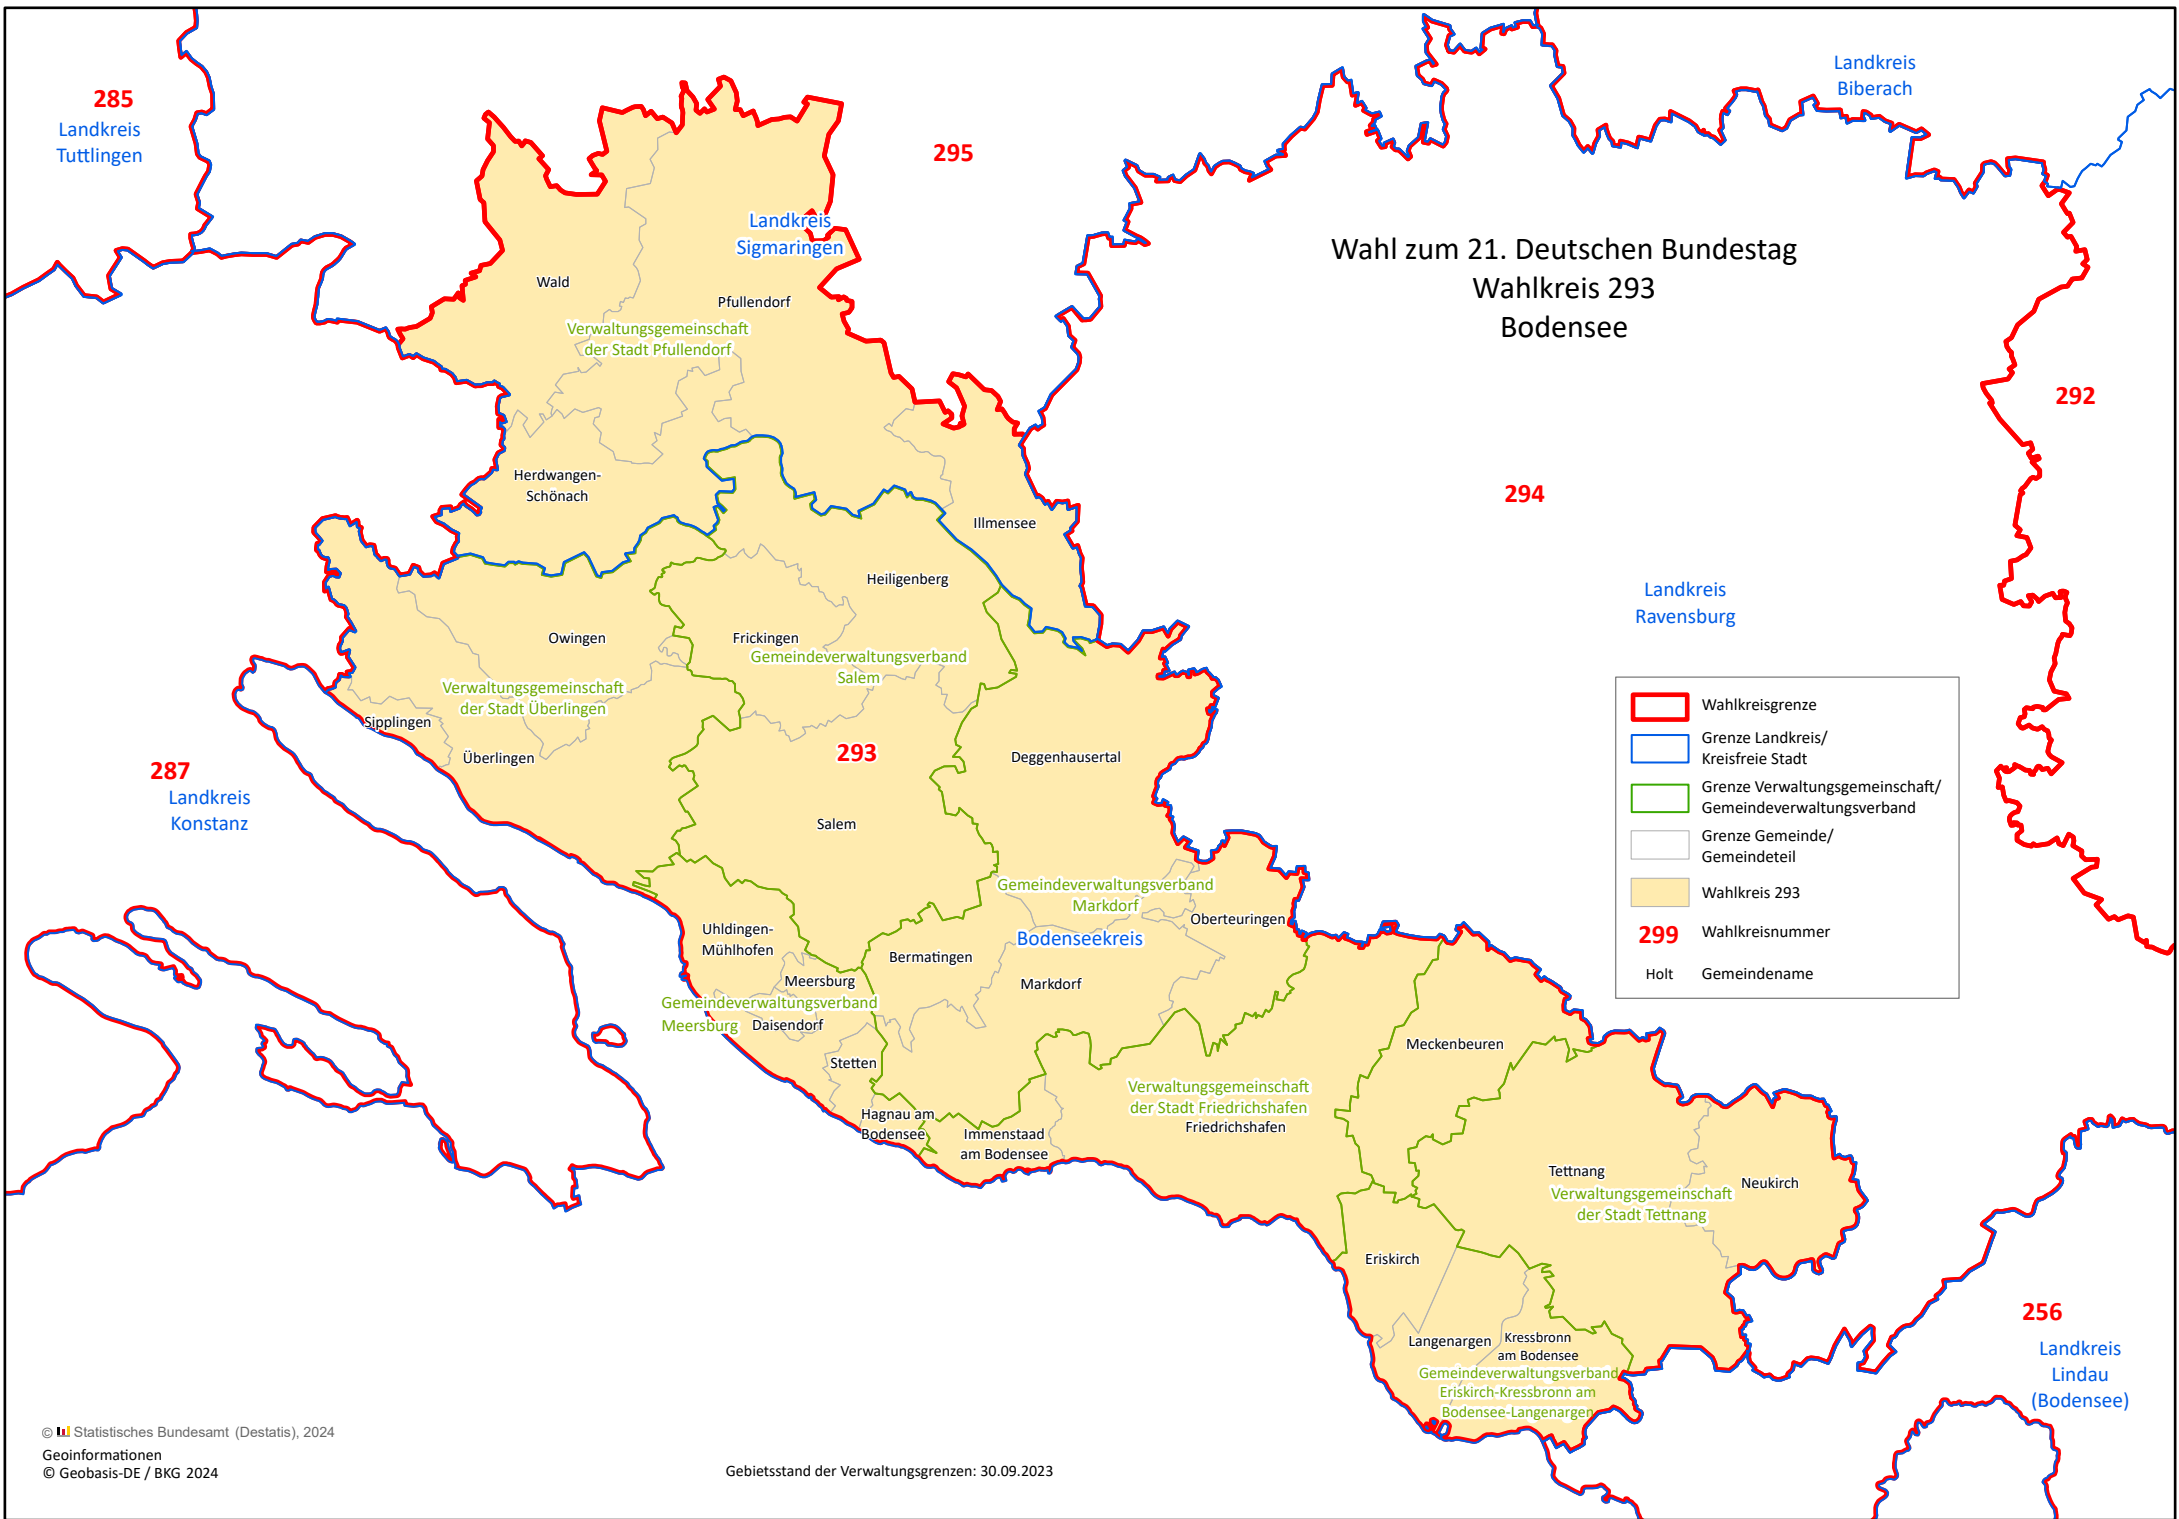 Wahl zum 21. Deutschen Bundestag
Wahlkreis 293
Bodensee
285
Landkreis
Tuttlingen
295
Landkreis
Biberach
Landkreis
Sigmaringen
Wald
Pfullendorf
Verwaltungsgemeinschaft
der Stadt Pfullendorf
292
294
Herdwangen-
Schönach
Illmensee
Heiligenberg
Landkreis
Ravensburg
Owingen
Frickingen
Gemeindeverwaltungsverband
Salem
Verwaltungsgemeinschaft
der Stadt Überlingen
Sipplingen
Überlingen
293
Deggenhausertal
287
Landkreis
Konstanz
Salem
Wahlkreisgrenze
Grenze Landkreis/
Kreisfreie Stadt
Grenze Verwaltungsgemeinschaft/
Gemeindeverwaltungsverband
Grenze Gemeinde/
Gemeindeteil
Wahlkreis 293
299 Wahlkreisnummer
Holt Gemeindename
Gemeindeverwaltungsverband
Markdorf
Oberteuringen
Uhldingen-
Mühlhofen
Bodenseekreis
Bermatingen
Meersburg
Markdorf
Gemeindeverwaltungsverband
Meersburg
Daisendorf
Stetten
Meckenbeuren
Verwaltungsgemeinschaft
der Stadt Friedrichshafen
Friedrichshafen
Hagnau am
Bodensee
Immenstaad
am Bodensee
Tettnang
Neukirch
Verwaltungsgemeinschaft
der Stadt Tettnang
Eriskirch
Langenargen
Kressbronn
am Bodensee
Gemeindeverwaltungsverband
Eriskirch-Kressbronn am
Bodensee-Langenargen
256
Landkreis
Lindau
(Bodensee)
© Statistisches Bundesamt (Destatis), 2024
Geoinformationen
© Geobasis-DE / BKG 2024
Gebietsstand der Verwaltungsgrenzen: 30.09.2023